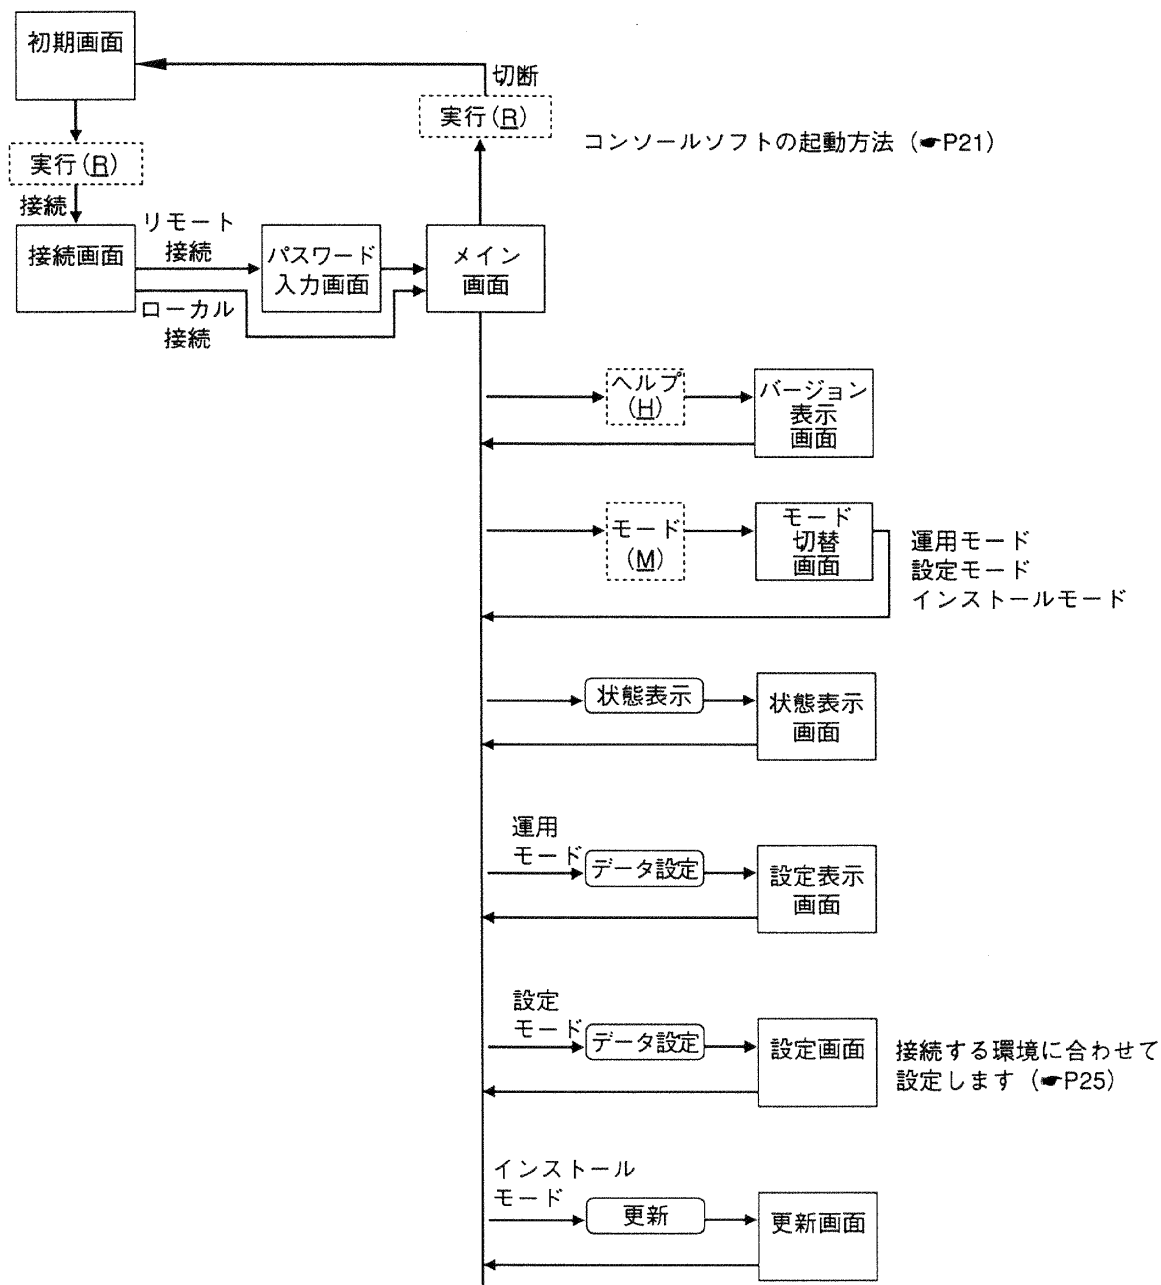 初期画面
切断
実行(R)
コンソールソフトの起動方法（☛P21）
実行(R)
接続
リモート
接続
接続画面
パスワード
入力画面
メイン
画面
ローカル
接続
ヘルプ
(H)
バージョン
表示
画面
モード
(M)
モード
切替
画面
運用モード
設定モード
インストールモード
状態表示
状態表示
画面
運用
モード
データ設定
設定表示
画面
設定
モード
データ設定
設定画面
接続する環境に合わせて
設定します（☛P25）
インストール
モード
更新
更新画面